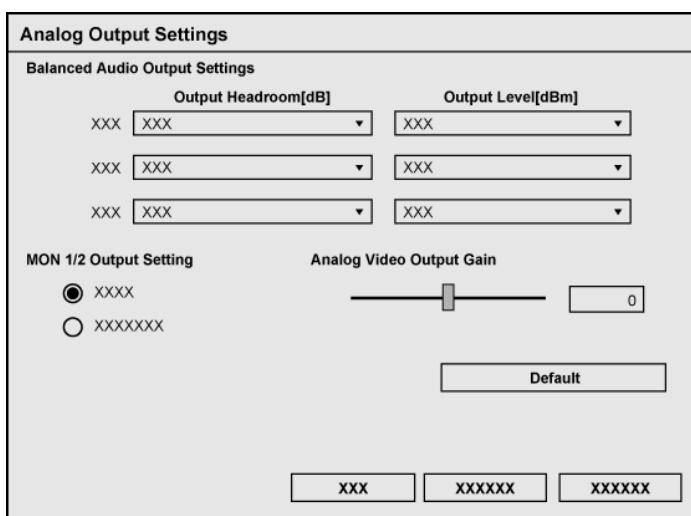 Analog Output Settings
Balanced Audio Output Settings
Output Headroom[dB] Output Level[dBm]
XXX XXX XXX
XXX XXX XXX
XXX XXX XXX
MON 1/2 Output Setting Analog Video Output Gain
XXXX 0
XXXXXXX
Default
XXX XXXXXX XXXXXX